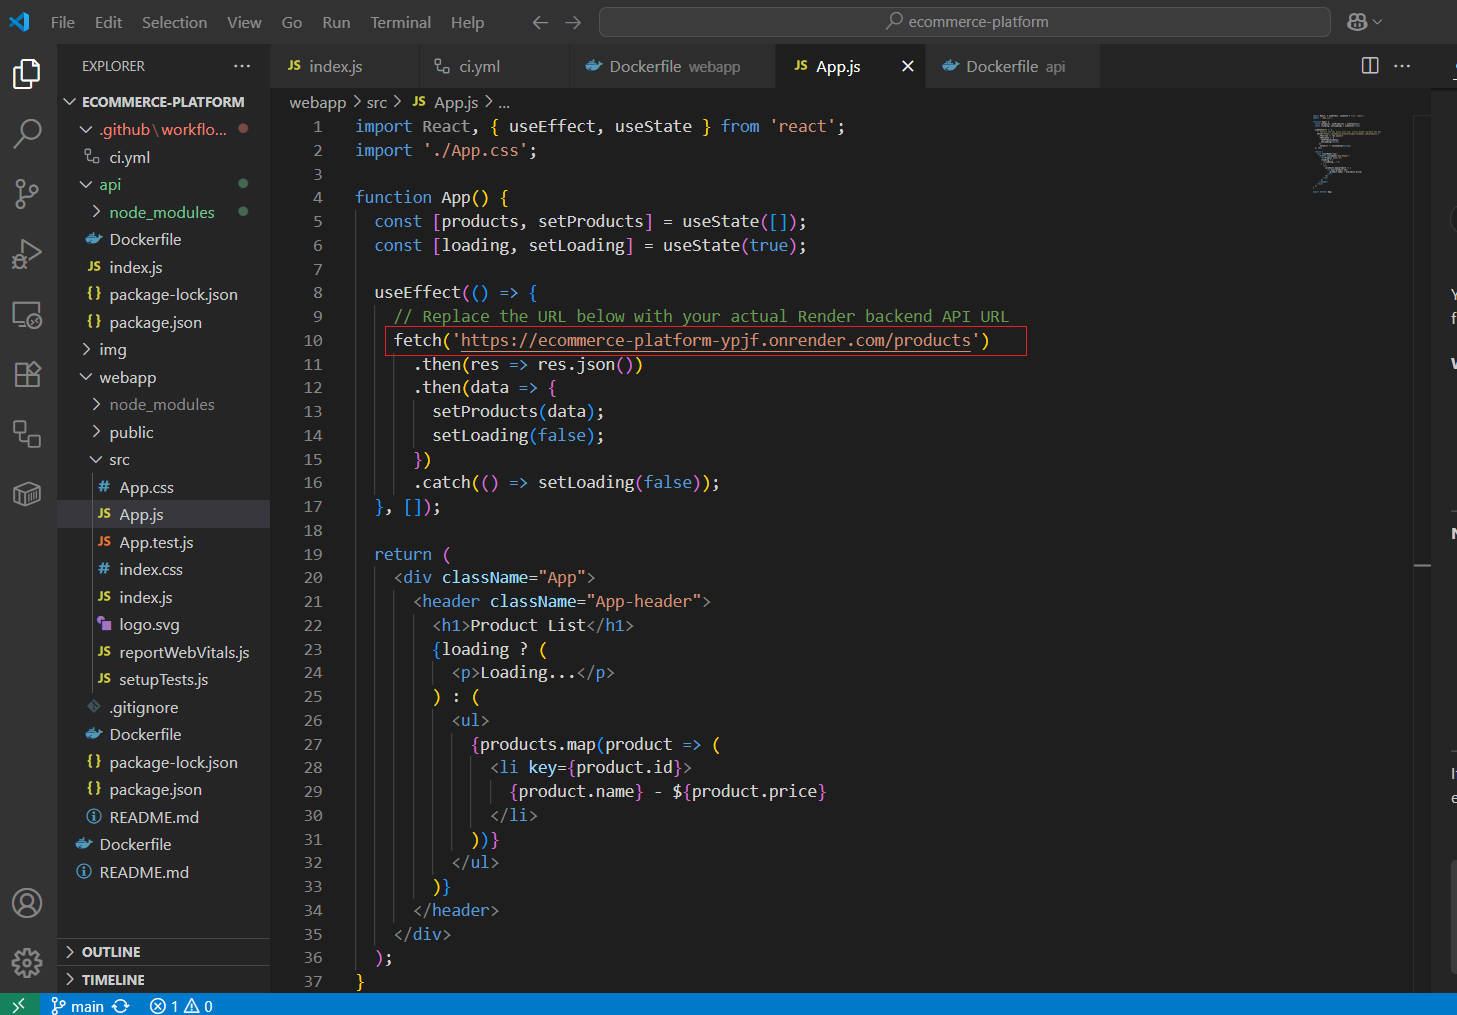 File Edit Selection View Go Run Terminal Help
ecommerce-platform
EXPLORER
ECOMMERCE-PLATFORM
.github\workflo...
ci.yml
api
node_modules
Dockerfile
JS index.js
{} package-lock.json
{} package.json
img
webapp
node_modules
public
src
# App.css
JS App.js
JS App.test.js
# index.css
JS index.js
logo.svg
JS reportWebVitals.js
JS setupTests.js
.gitignore
Dockerfile
{} package-lock.json
{} package.json
README.md
Dockerfile
README.md
OUTLINE
TIMELINE
JS index.js
ci.yml
Dockerfile webapp
JS App.js
Dockerfile api
webapp > src > JS App.js > ...
1 import React, { useEffect, useState } from 'react';
2 import './App.css';
3
4 function App() {
5 const [products, setProducts] = useState([]);
6 const [loading, setLoading] = useState(true);
7
8 useEffect(() => {
9 // Replace the URL below with your actual Render backend API URL
10 fetch('https://ecommerce-platform-ypjf.onrender.com/products')
11 .then(res => res.json())
12 .then(data => {
13 setProducts(data);
14 setLoading(false);
15 })
16 .catch(() => setLoading(false));
17 }, []);
18
19 return (
20 <div className="App">
21 <header className="App-header">
22 <h1>Product List</h1>
23 {loading ? (
24 <p>Loading...</p>
25 ) : (
26 <ul>
27 {products.map(product => (
28 <li key={product.id}>
29 {product.name} - ${product.price}
30 </li>
31 ))}
32 </ul>
33 )}
34 </header>
35 </div>
36 );
37 }
main 1 0